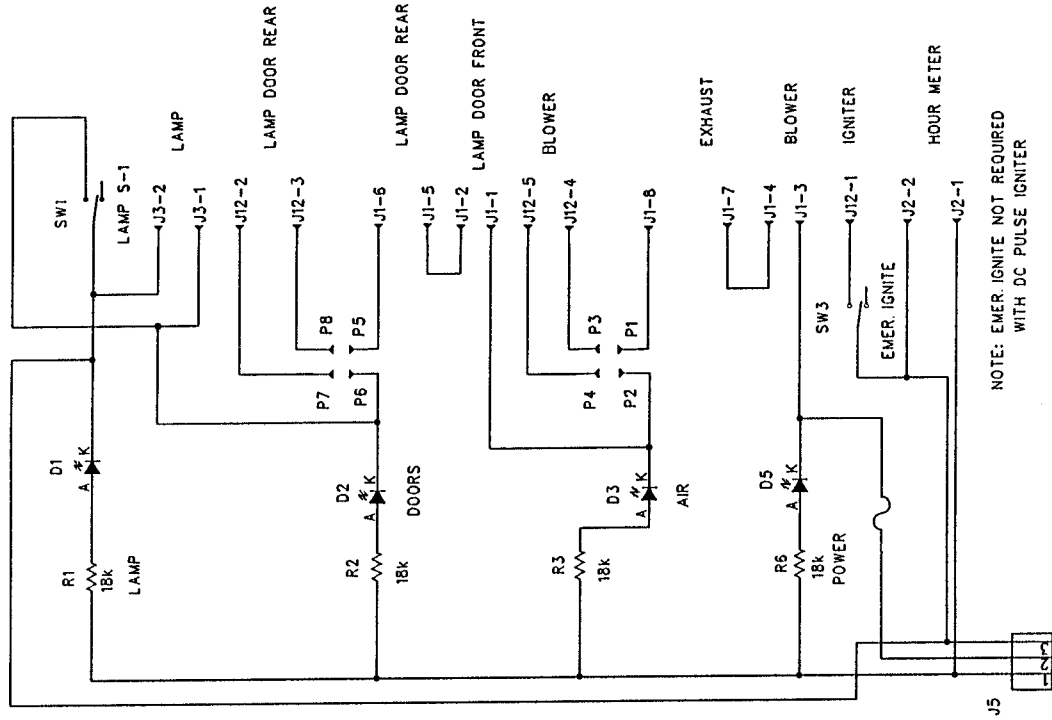 SW1
LAMP S-1
J3-2
LAMP
J3-1
J12-2
LAMP DOOR REAR
J12-3
J1-6
LAMP DOOR REAR
J1-5
J1-2
LAMP DOOR FRONT
J1-1
J12-5
BLOWER
J12-4
J1-8
EXHAUST
J1-7
J1-4
BLOWER
J1-3
IGNITER
J12-1
J2-2
HOUR METER
J2-1
D1
A
K
R1
18k
LAMP
P7
P8
P6
P5
D2
A
K
R2
18k
DOORS
P4
P3
P2
P1
D3
A
K
R3
18k
AIR
D5
A
K
R6
18k
POWER
SW3
EMER. IGNITE
J5
1
2
3
NOTE: EMER. IGNITE NOT REQUIRED
WITH DC PULSE IGNITER